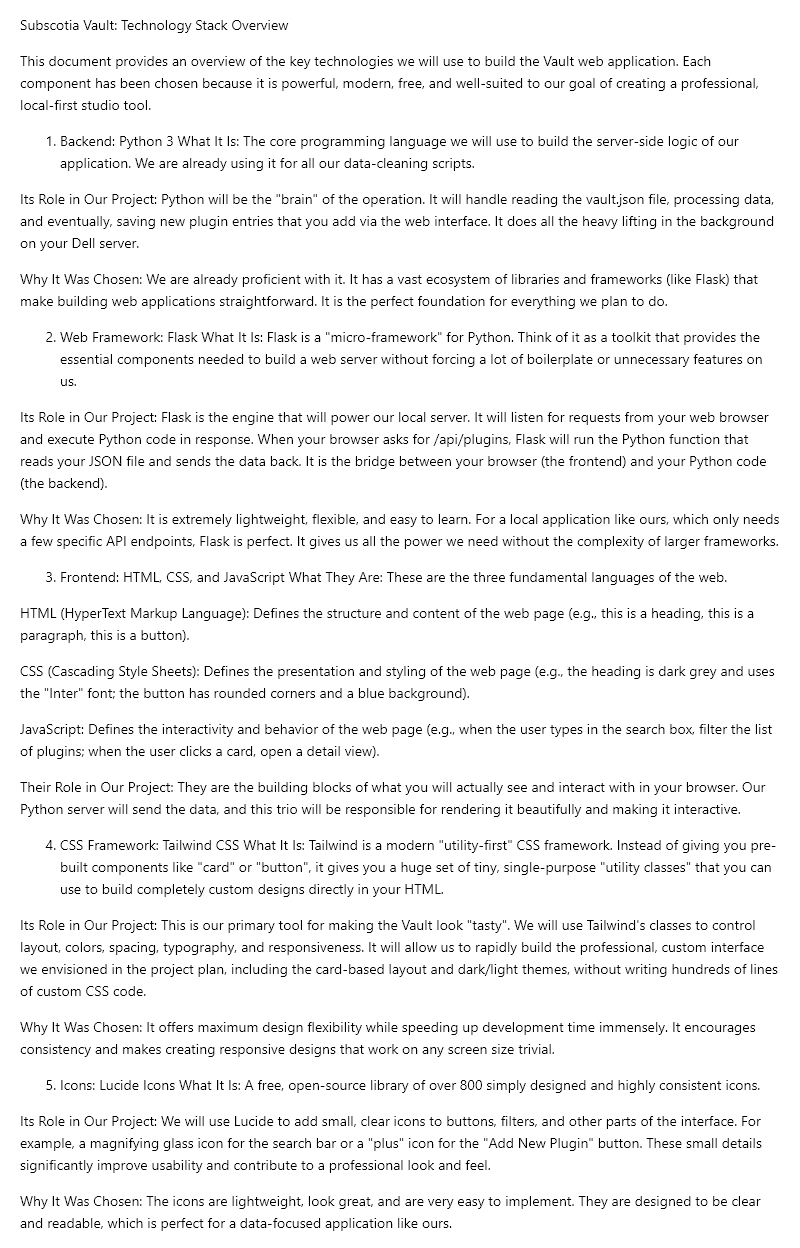 Subscotia Vault: Technology Stack Overview
This document provides an overview of the key technologies we will use to build the Vault web application. Each
component has been chosen because it is powerful, modern, free, and well-suited to our goal of creating a professional,
local-first studio tool.
1. Backend: Python 3 What It Is: The core programming language we will use to build the server-side logic of our
application. We are already using it for all our data-cleaning scripts.
Its Role in Our Project: Python will be the "brain" of the operation. It will handle reading the vault.json file, processing data,
and eventually, saving new plugin entries that you add via the web interface. It does all the heavy lifting in the background
on your Dell server.
Why It Was Chosen: We are already proficient with it. It has a vast ecosystem of libraries and frameworks (like Flask) that
make building web applications straightforward. It is the perfect foundation for everything we plan to do.
2. Web Framework: Flask What It Is: Flask is a "micro-framework" for Python. Think of it as a toolkit that provides the
essential components needed to build a web server without forcing a lot of boilerplate or unnecessary features on
us.
Its Role in Our Project: Flask is the engine that will power our local server. It will listen for requests from your web browser
and execute Python code in response. When your browser asks for /api/plugins, Flask will run the Python function that
reads your JSON file and sends the data back. It is the bridge between your browser (the frontend) and your Python code
(the backend).
Why It Was Chosen: It is extremely lightweight, flexible, and easy to learn. For a local application like ours, which only needs
a few specific API endpoints, Flask is perfect. It gives us all the power we need without the complexity of larger frameworks.
3. Frontend: HTML, CSS, and JavaScript What They Are: These are the three fundamental languages of the web.
HTML (HyperText Markup Language): Defines the structure and content of the web page (e.g., this is a heading, this is a
paragraph, this is a button).
CSS (Cascading Style Sheets): Defines the presentation and styling of the web page (e.g., the heading is dark grey and uses
the "Inter" font; the button has rounded corners and a blue background).
JavaScript: Defines the interactivity and behavior of the web page (e.g., when the user types in the search box, filter the list
of plugins; when the user clicks a card, open a detail view).
Their Role in Our Project: They are the building blocks of what you will actually see and interact with in your browser. Our
Python server will send the data, and this trio will be responsible for rendering it beautifully and making it interactive.
4. CSS Framework: Tailwind CSS What It Is: Tailwind is a modern "utility-first" CSS framework. Instead of giving you pre-
built components like "card" or "button", it gives you a huge set of tiny, single-purpose "utility classes" that you can
use to build completely custom designs directly in your HTML.
Its Role in Our Project: This is our primary tool for making the Vault look "tasty". We will use Tailwind's classes to control
layout, colors, spacing, typography, and responsiveness. It will allow us to rapidly build the professional, custom interface
we envisioned in the project plan, including the card-based layout and dark/light themes, without writing hundreds of lines
of custom CSS code.
Why It Was Chosen: It offers maximum design flexibility while speeding up development time immensely. It encourages
consistency and makes creating responsive designs that work on any screen size trivial.
5. Icons: Lucide Icons What It Is: A free, open-source library of over 800 simply designed and highly consistent icons.
Its Role in Our Project: We will use Lucide to add small, clear icons to buttons, filters, and other parts of the interface. For
example, a magnifying glass icon for the search bar or a "plus" icon for the "Add New Plugin" button. These small details
significantly improve usability and contribute to a professional look and feel.
Why It Was Chosen: The icons are lightweight, look great, and are very easy to implement. They are designed to be clear
and readable, which is perfect for a data-focused application like ours.